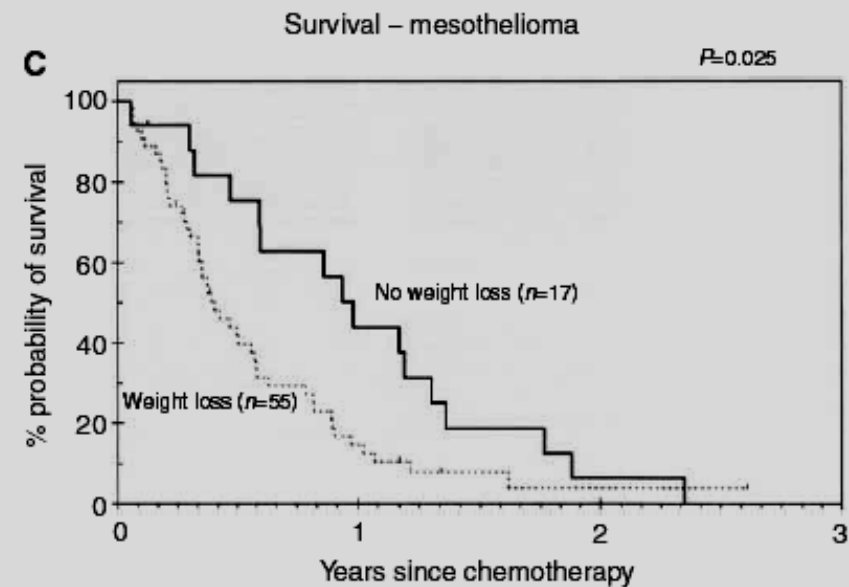 Survival – mesothelioma
C
P=0.025
100
80
60
40
20
0
% probability of survival
No weight loss (n=17)
Weight loss (n=55)
0 1 2 3
Years since chemotherapy